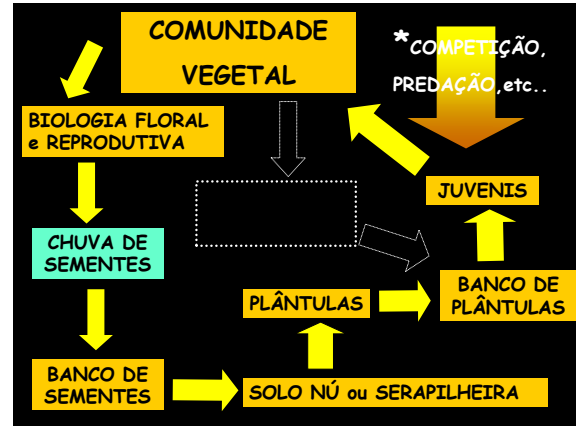 COMUNIDADE
VEGETAL
*COMPETIÇÃO,
PREDAÇÃO,etc..
BIOLOGIA FLORAL
e REPRODUTIVA
JUVENIS
CHUVA DE
SEMENTES
BANCO DE
PLÂNTULAS
PLÂNTULAS
BANCO DE
SEMENTES
SOLO NÚ ou SERAPILHEIRA